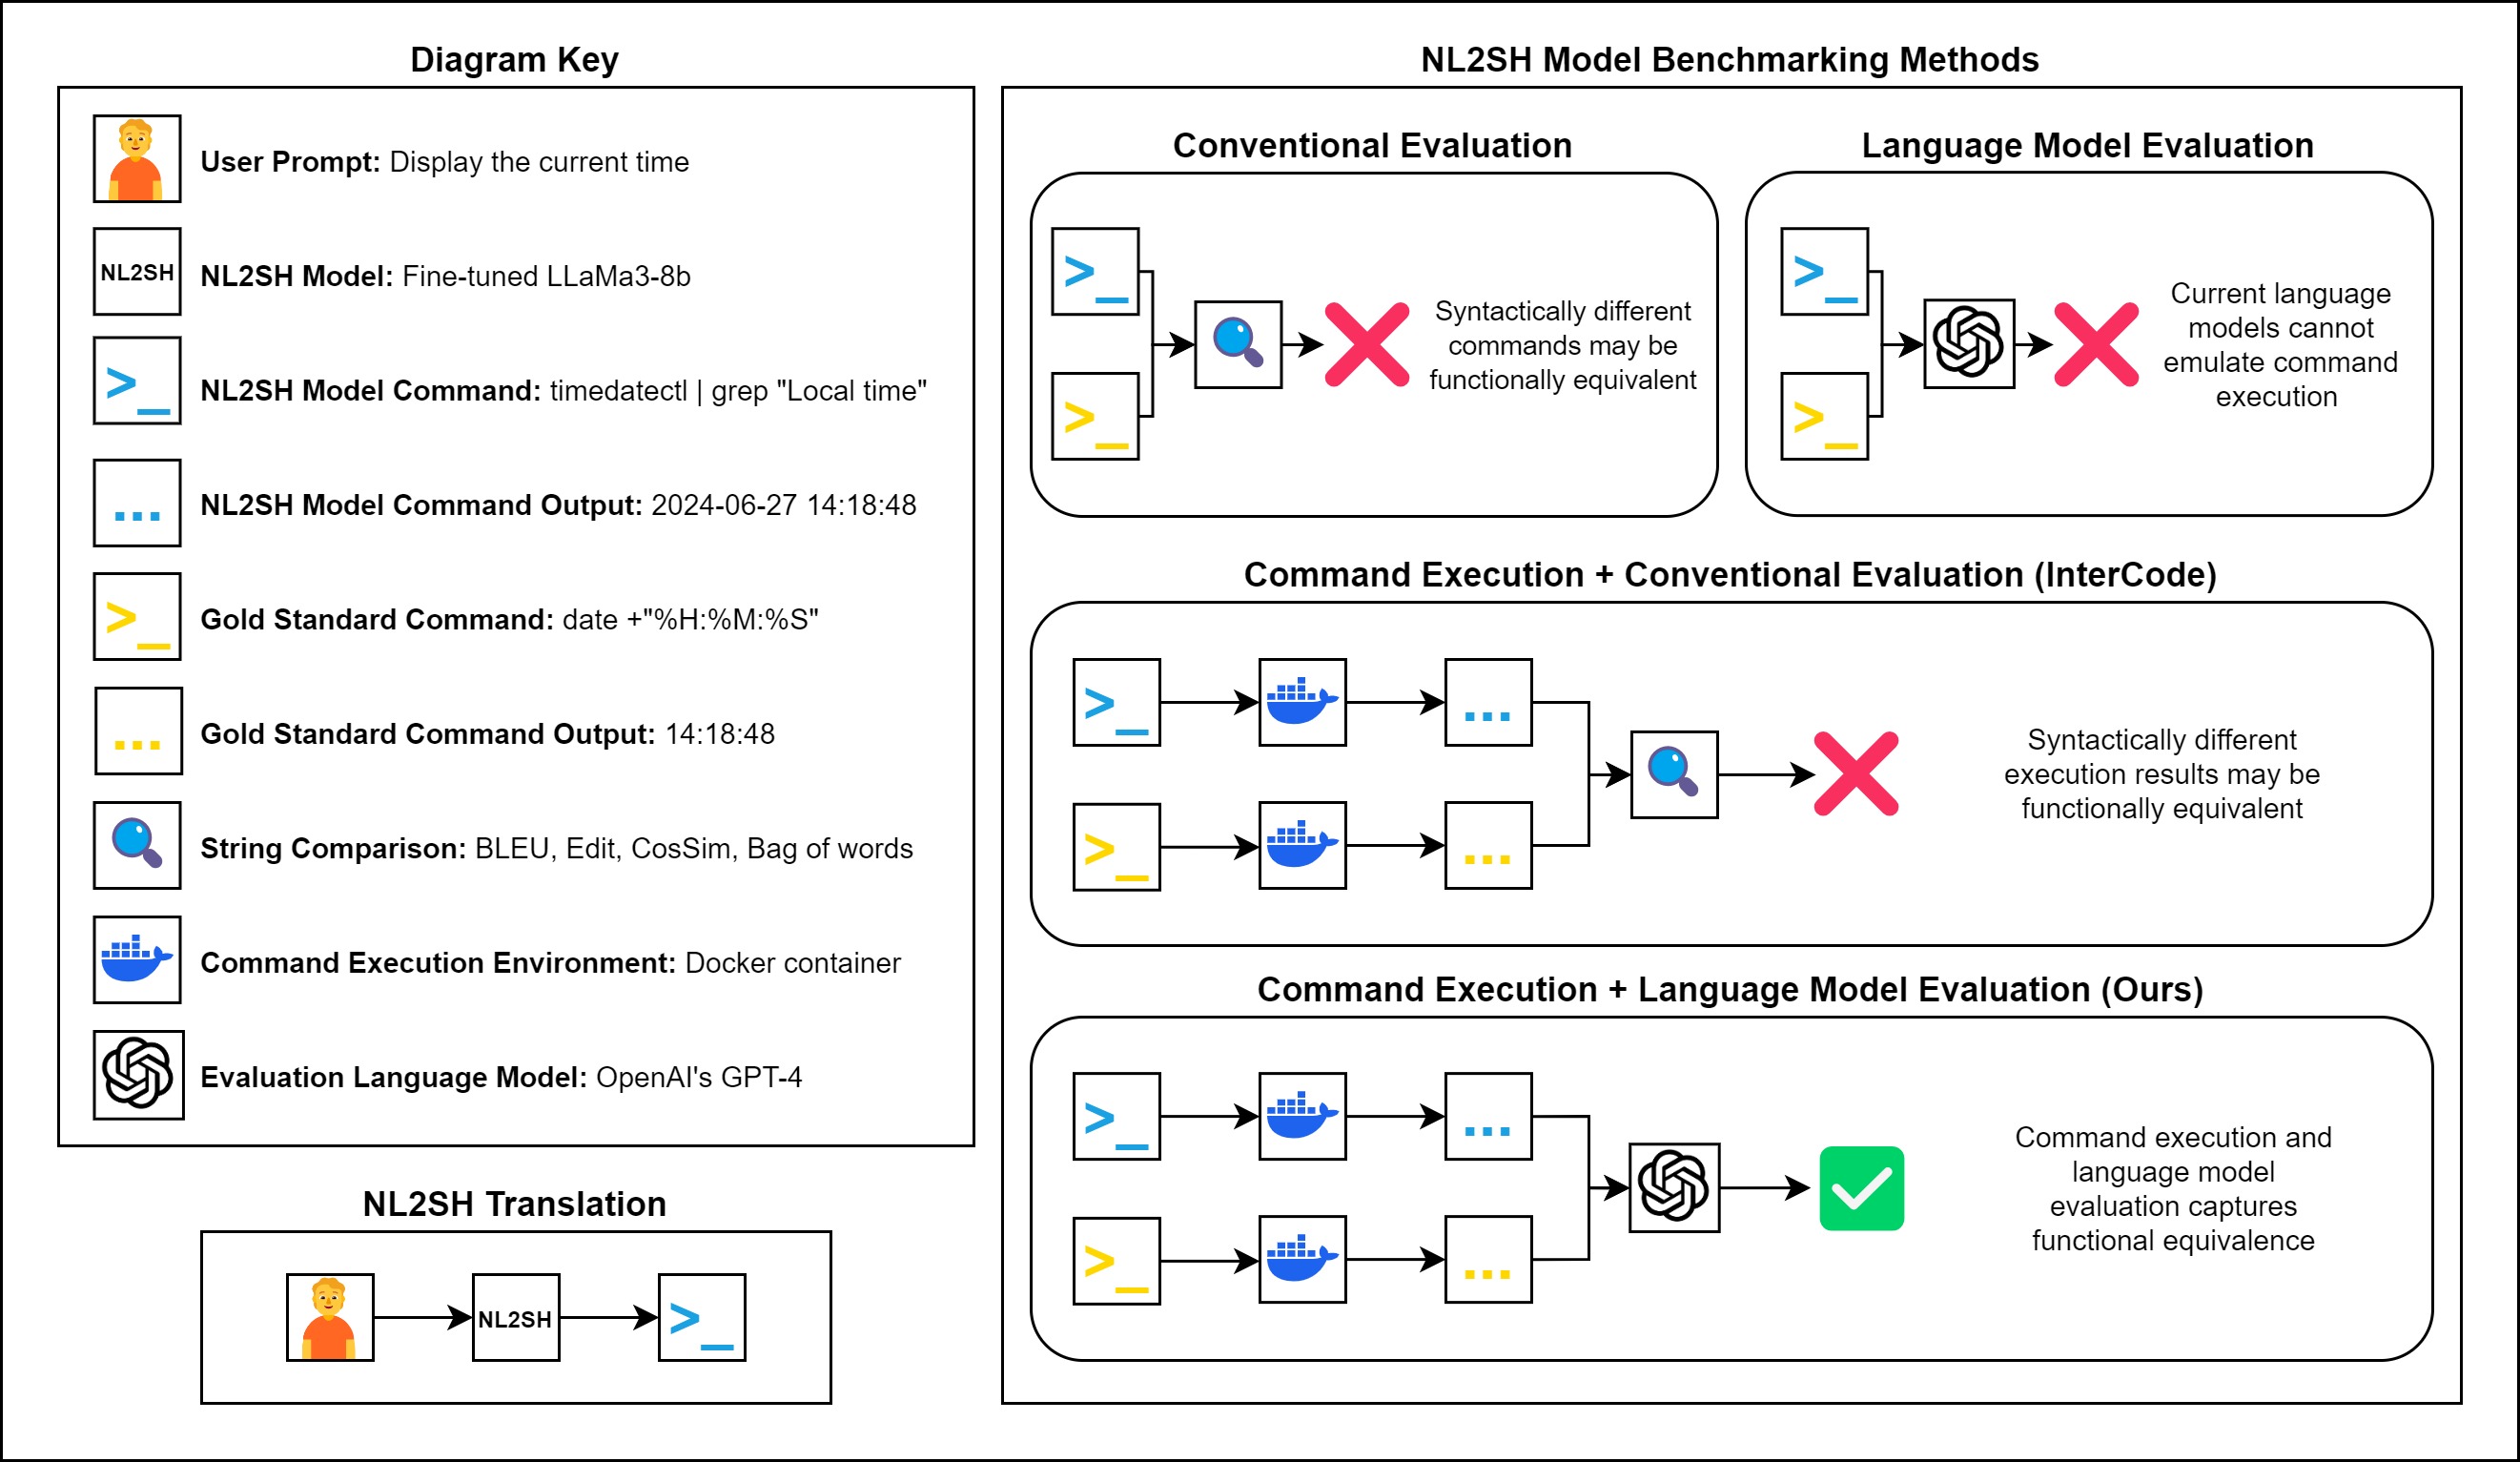 Diagram Key
User Prompt: Display the current time
NL2SH
NL2SH Model: Fine-tuned LLaMa3-8b
>_
NL2SH Model Command: timedatectl | grep "Local time"
...
NL2SH Model Command Output: 2024-06-27 14:18:48
>_
Gold Standard Command: date +"%H:%M:%S"
...
Gold Standard Command Output: 14:18:48
String Comparison: BLEU, Edit, CosSim, Bag of words
Command Execution Environment: Docker container
Evaluation Language Model: OpenAI's GPT-4
NL2SH Translation
NL2SH
>_
NL2SH Model Benchmarking Methods
Conventional Evaluation
>_
>_
Syntactically different
commands may be
functionally equivalent
Language Model Evaluation
>_
>_
Current language
models cannot
emulate command
execution
Command Execution + Conventional Evaluation (InterCode)
>_
...
>_
...
Syntactically different
execution results may be
functionally equivalent
Command Execution + Language Model Evaluation (Ours)
>_
...
>_
...
Command execution and
language model
evaluation captures
functional equivalence